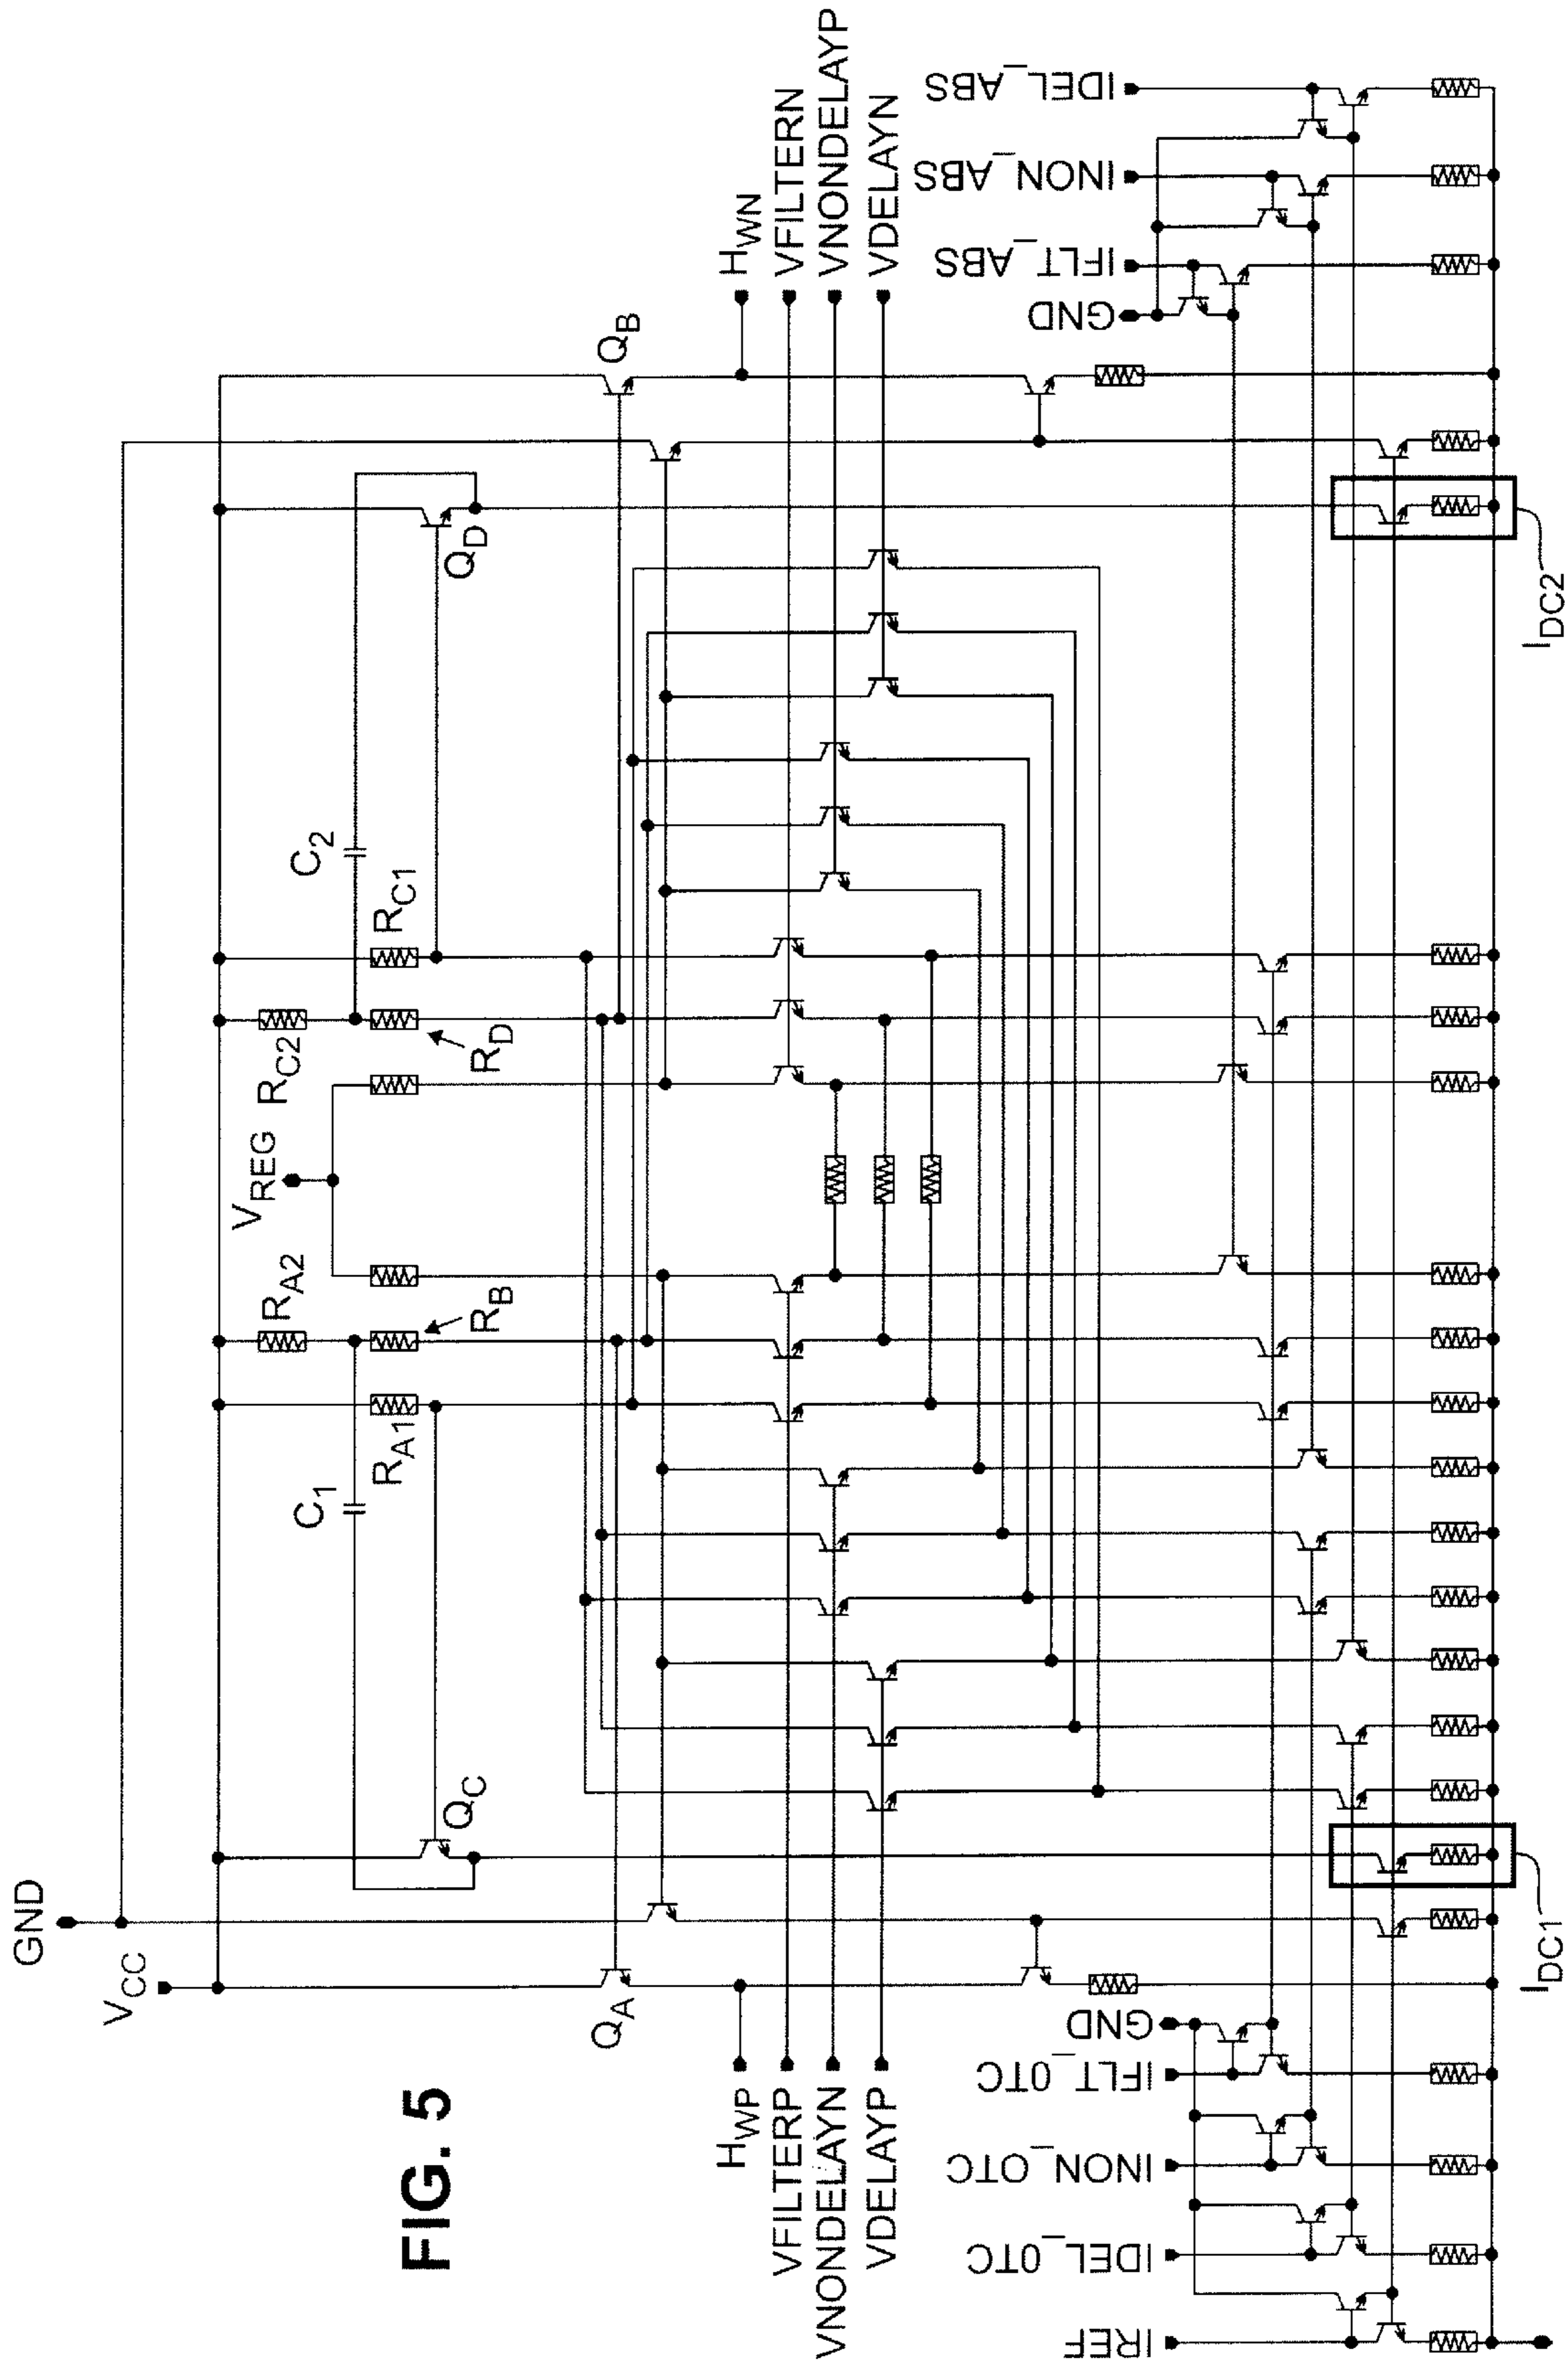 FIG. 5
GND
VCC
VREG
C1
C2
RA1
RA2
RB
RC1
RC2
RD
QA
QB
QC
QD
HWP
VFILTERP
VNONDELAYN
VDELAYP
HWN
VFILTERN
VNONDELAYP
VDELAYN
IREF
IDEL_0TC
INON_0TC
IFLT_0TC
GND
GND
IFLT_ABS
INON_ABS
IDEL_ABS
IDC1
IDC2